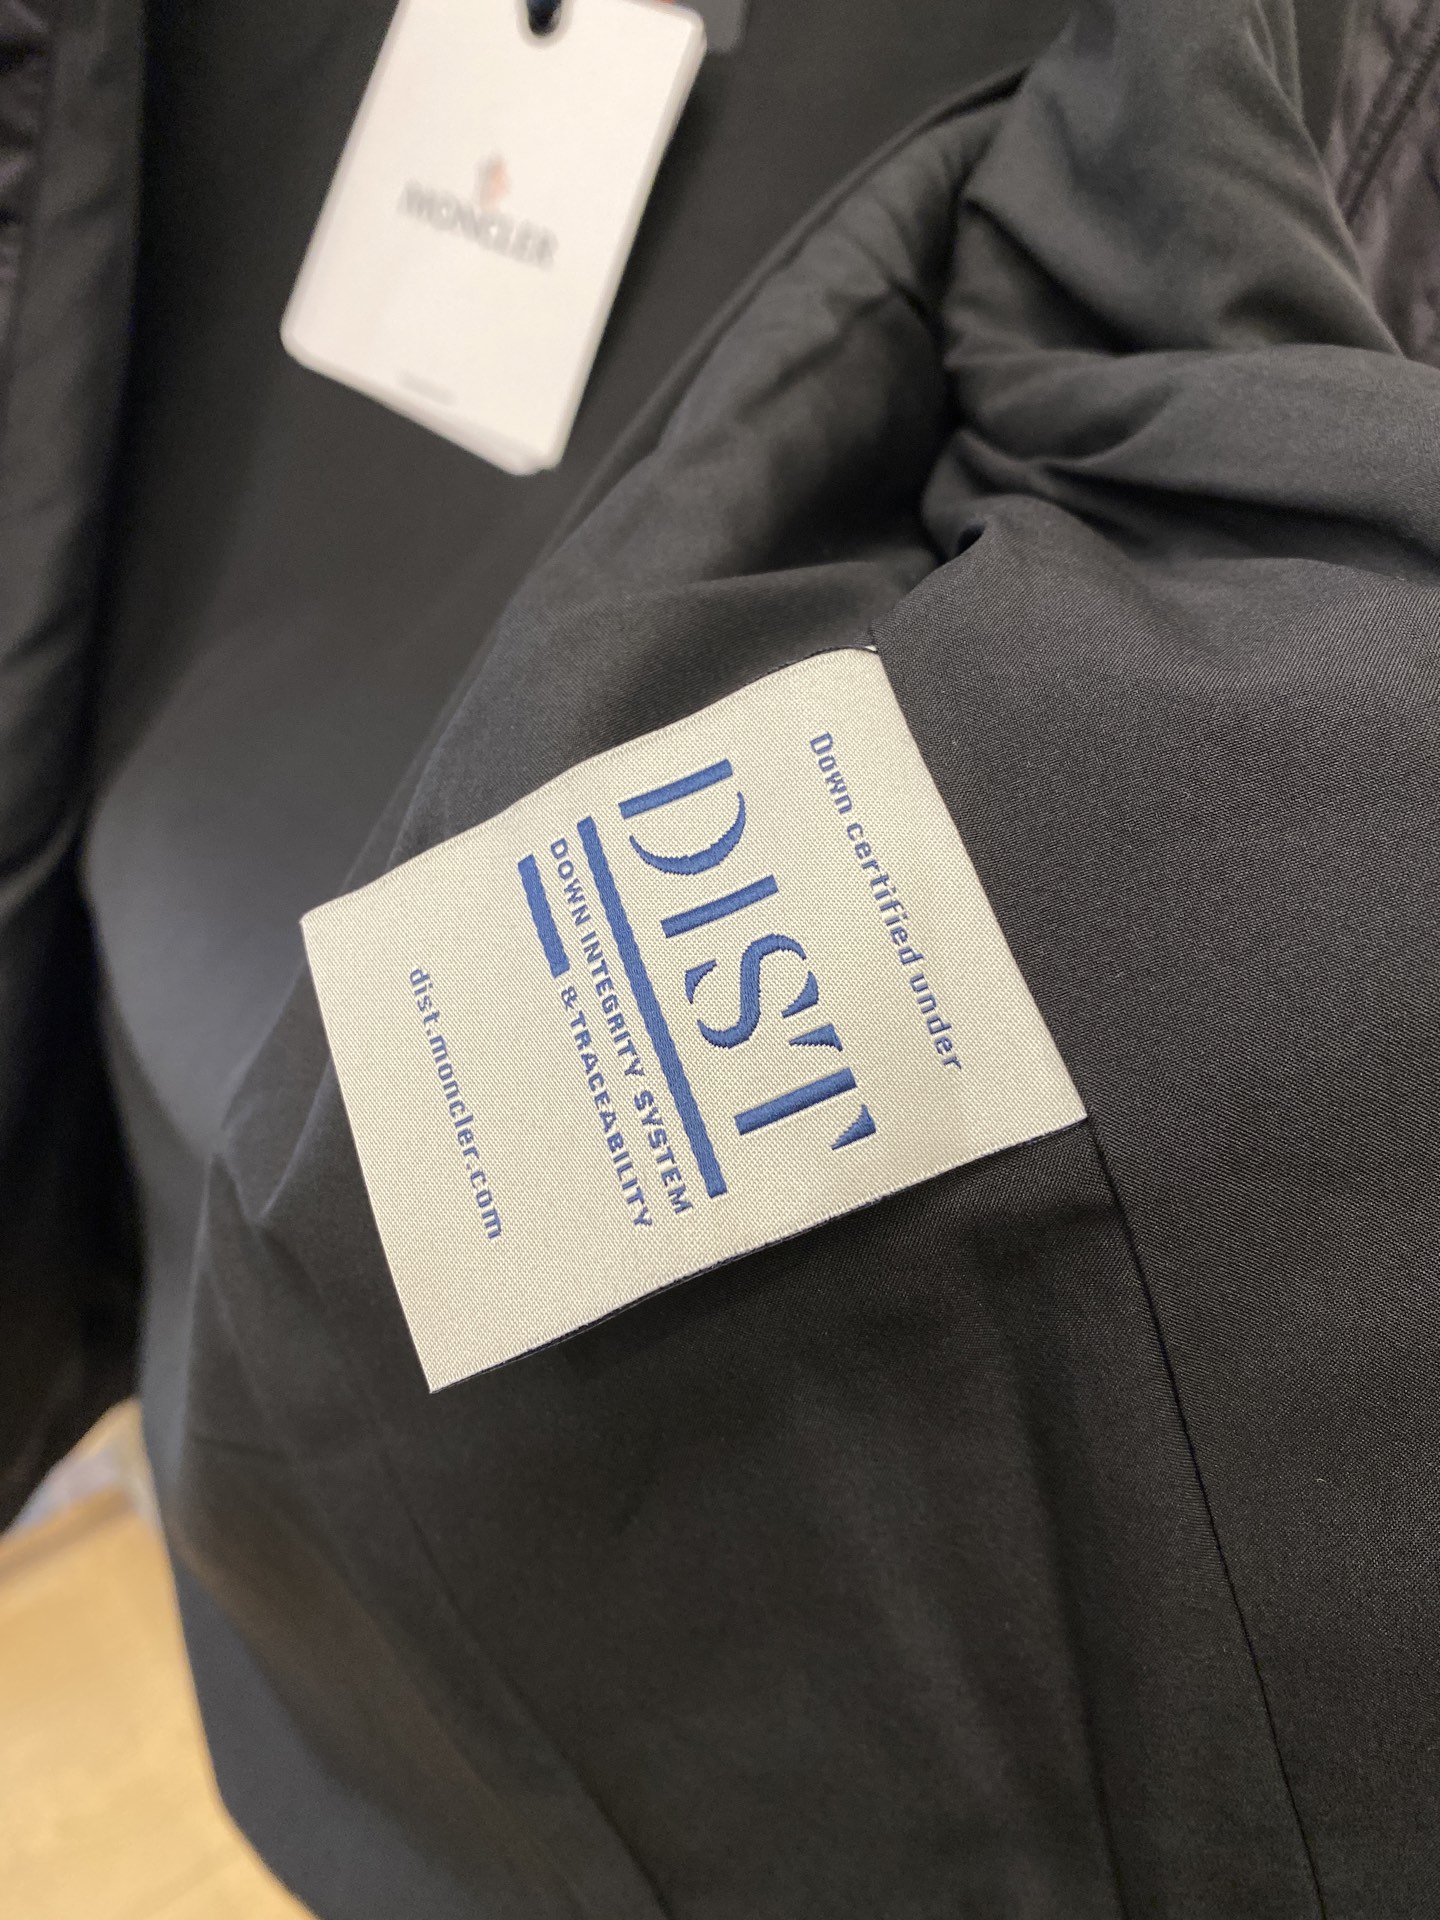 MONCLER
Down certified under
DIST
DOWN INTEGRITY SYSTEM
& TRACEABILITY
dist.moncler.com